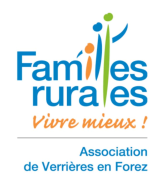 Familles
rurales
Vivre mieux !
Association
de Verrières en Forez